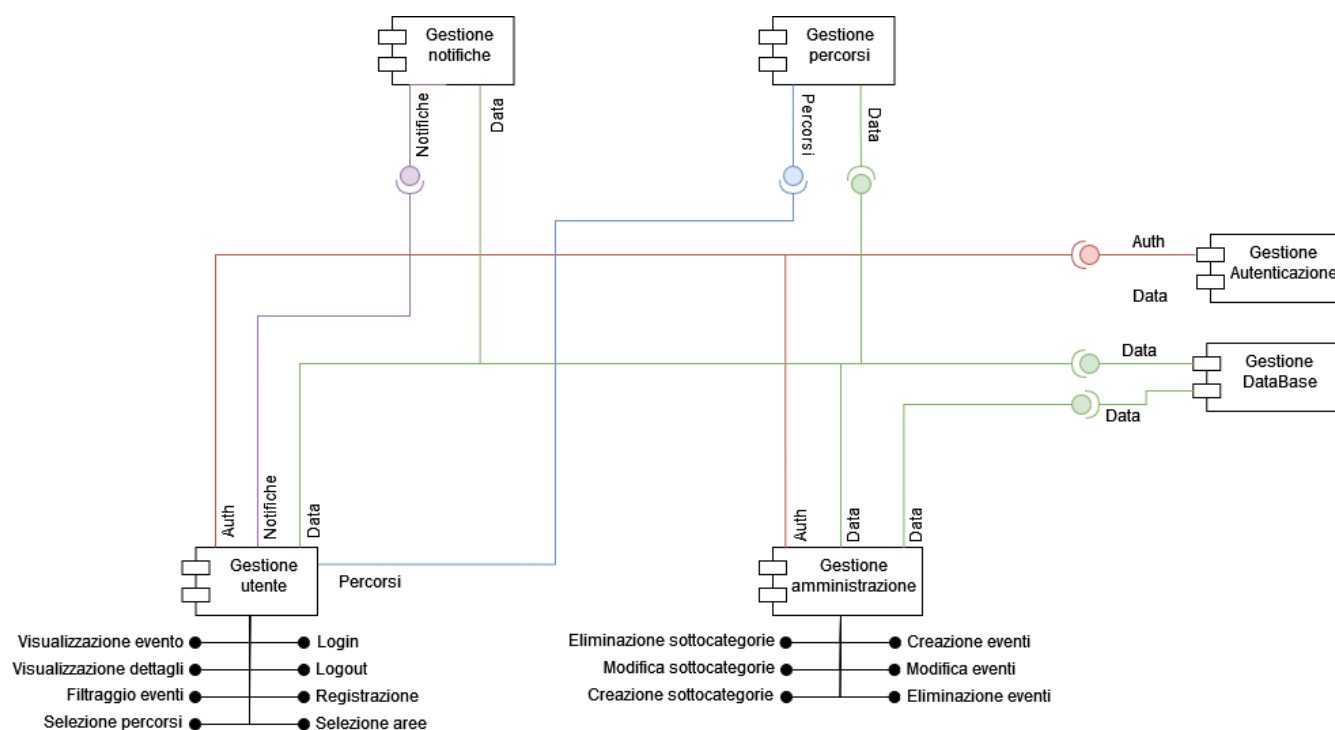 Gestione
notifiche
Gestione
percorsi
Notifiche
Data
Percorsi
Data
Auth
Gestione
Autenticazione
Data
Data
Gestione
DataBase
Data
Auth
Notifiche
Data
Auth
Data
Data
Gestione
utente
Percorsi
Gestione
amministrazione
Visualizzazione evento
Login
Visualizzazione dettagli
Logout
Filtraggio eventi
Registrazione
Selezione percorsi
Selezione aree
Eliminazione sottocategorie
Creazione eventi
Modifica sottocategorie
Modifica eventi
Creazione sottocategorie
Eliminazione eventi